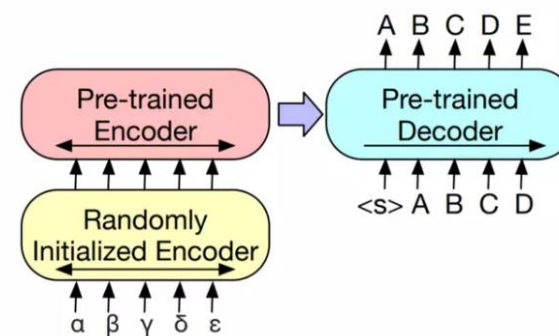 A B C D E
Pre-trained
Encoder
Pre-trained
Decoder
<s> A B C D
Randomly
Initialized Encoder
α β γ δ ε